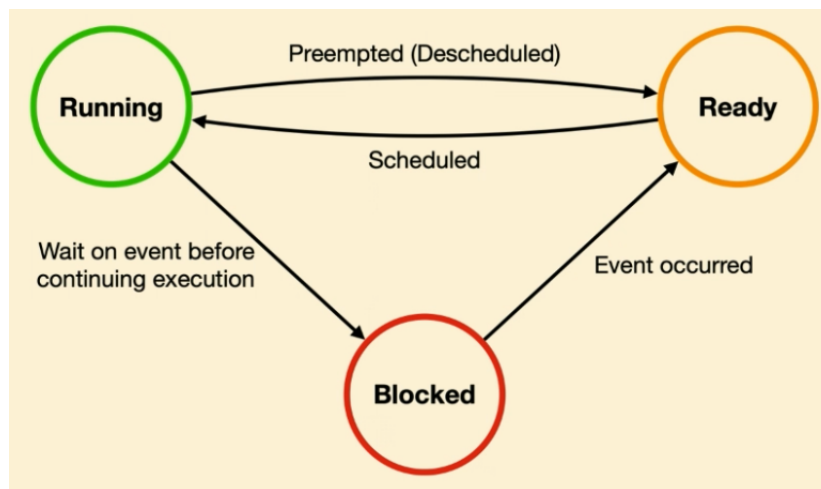 Preempted (Descheduled)
Running
Ready
Scheduled
Wait on event before
continuing execution
Event occurred
Blocked